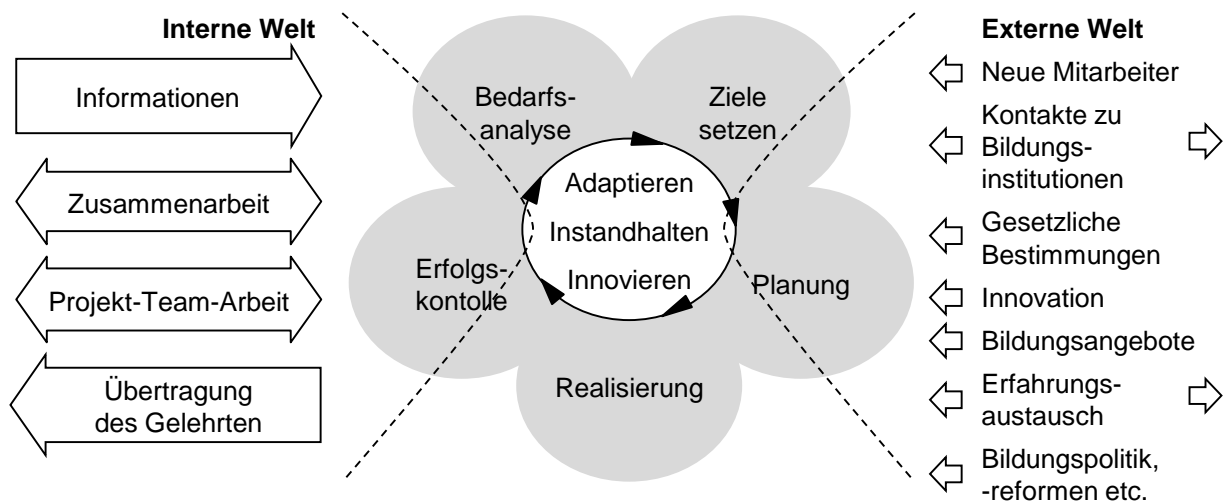 Interne Welt
Informationen
Zusammenarbeit
Projekt-Team-Arbeit
Übertragung
des Gelehrten
Bedarfs-
analyse
Ziele
setzen
Adaptieren
Instandhalten
Innovieren
Erfolgs-
kontolle
Planung
Realisierung
Externe Welt
Neue Mitarbeiter
Kontakte zu
Bildungs-
institutionen
Gesetzliche
Bestimmungen
Innovation
Bildungsangebote
Erfahrungs-
austausch
Bildungspolitik,
-reformen etc.